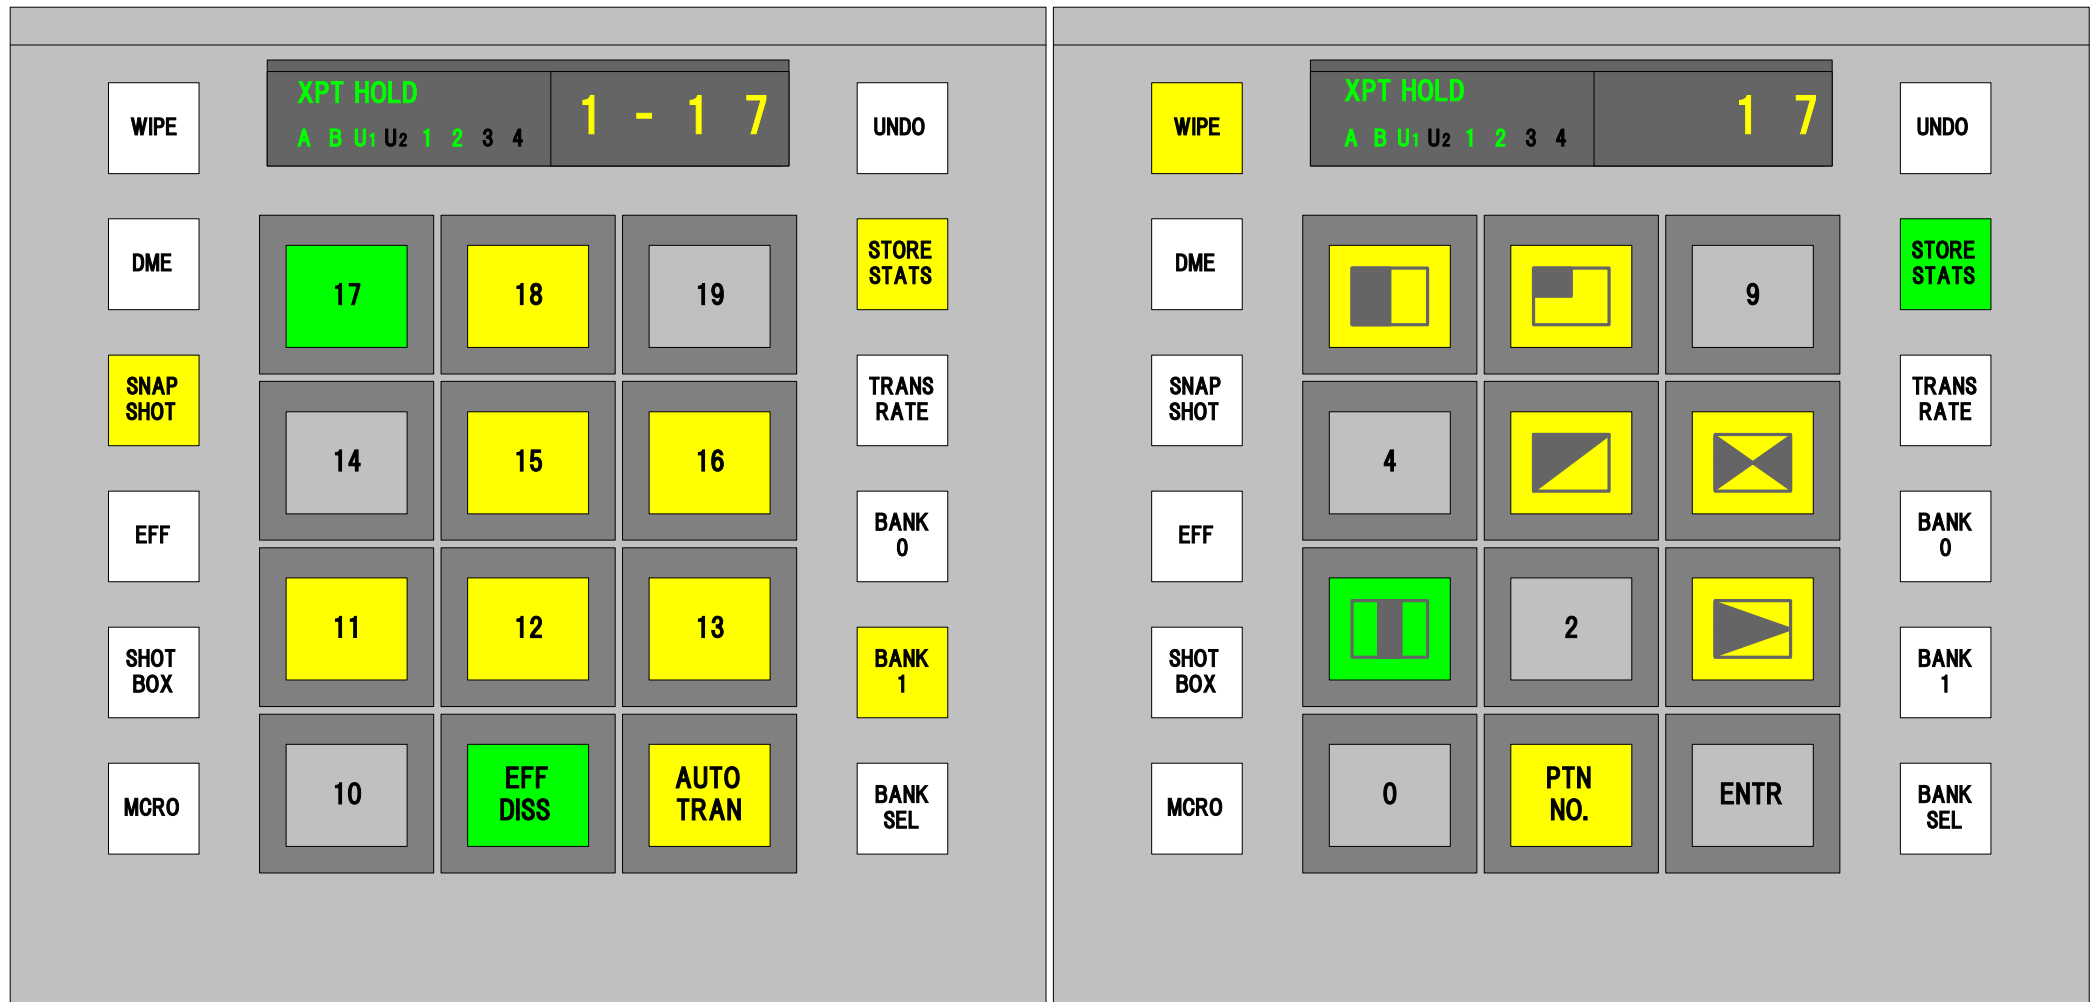 XPT HOLD
A B U1 U2 1 2 3 4
1 - 1 7
WIPE
DME
SNAP
SHOT
EFF
SHOT
BOX
MCRO
17
18
19
14
15
16
11
12
13
10
EFF
DISS
AUTO
TRAN
UNDO
STORE
STATS
TRANS
RATE
BANK
0
BANK
1
BANK
SEL
XPT HOLD
A B U1 U2 1 2 3 4
1 7
WIPE
DME
SNAP
SHOT
EFF
SHOT
BOX
MCRO
9
4
2
0
PTN
NO.
ENTR
UNDO
STORE
STATS
TRANS
RATE
BANK
0
BANK
1
BANK
SEL